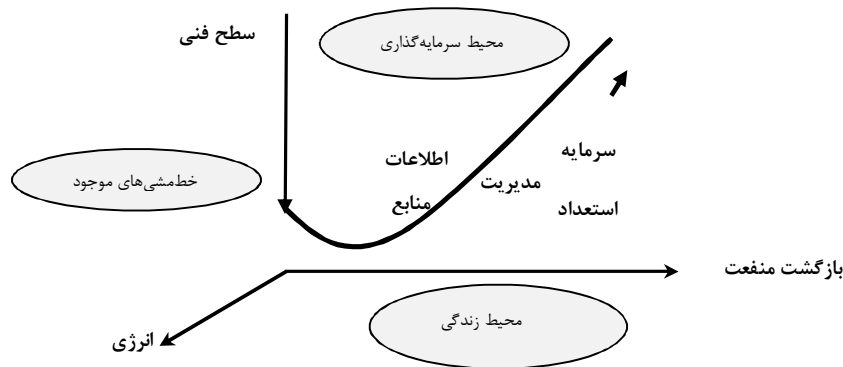 سطح فنی
محیط سرمایه‌گذاری
خط‌مشی‌های موجود
اطلاعات
سرمایه
منابع
مدیریت
استعداد
بازگشت منفعت
محیط زندگی
انرژی